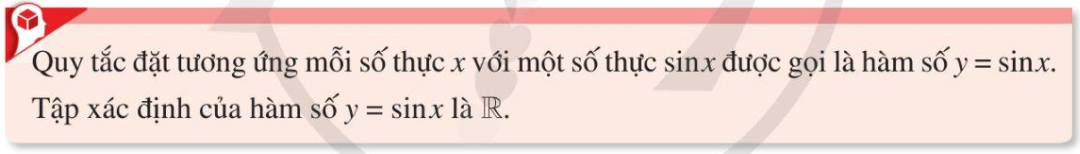 Quy tắc đặt tương ứng mỗi số thực x với một số thực sinx được gọi là hàm số y = sinx.
Tập xác định của hàm số y = sinx là ℝ.